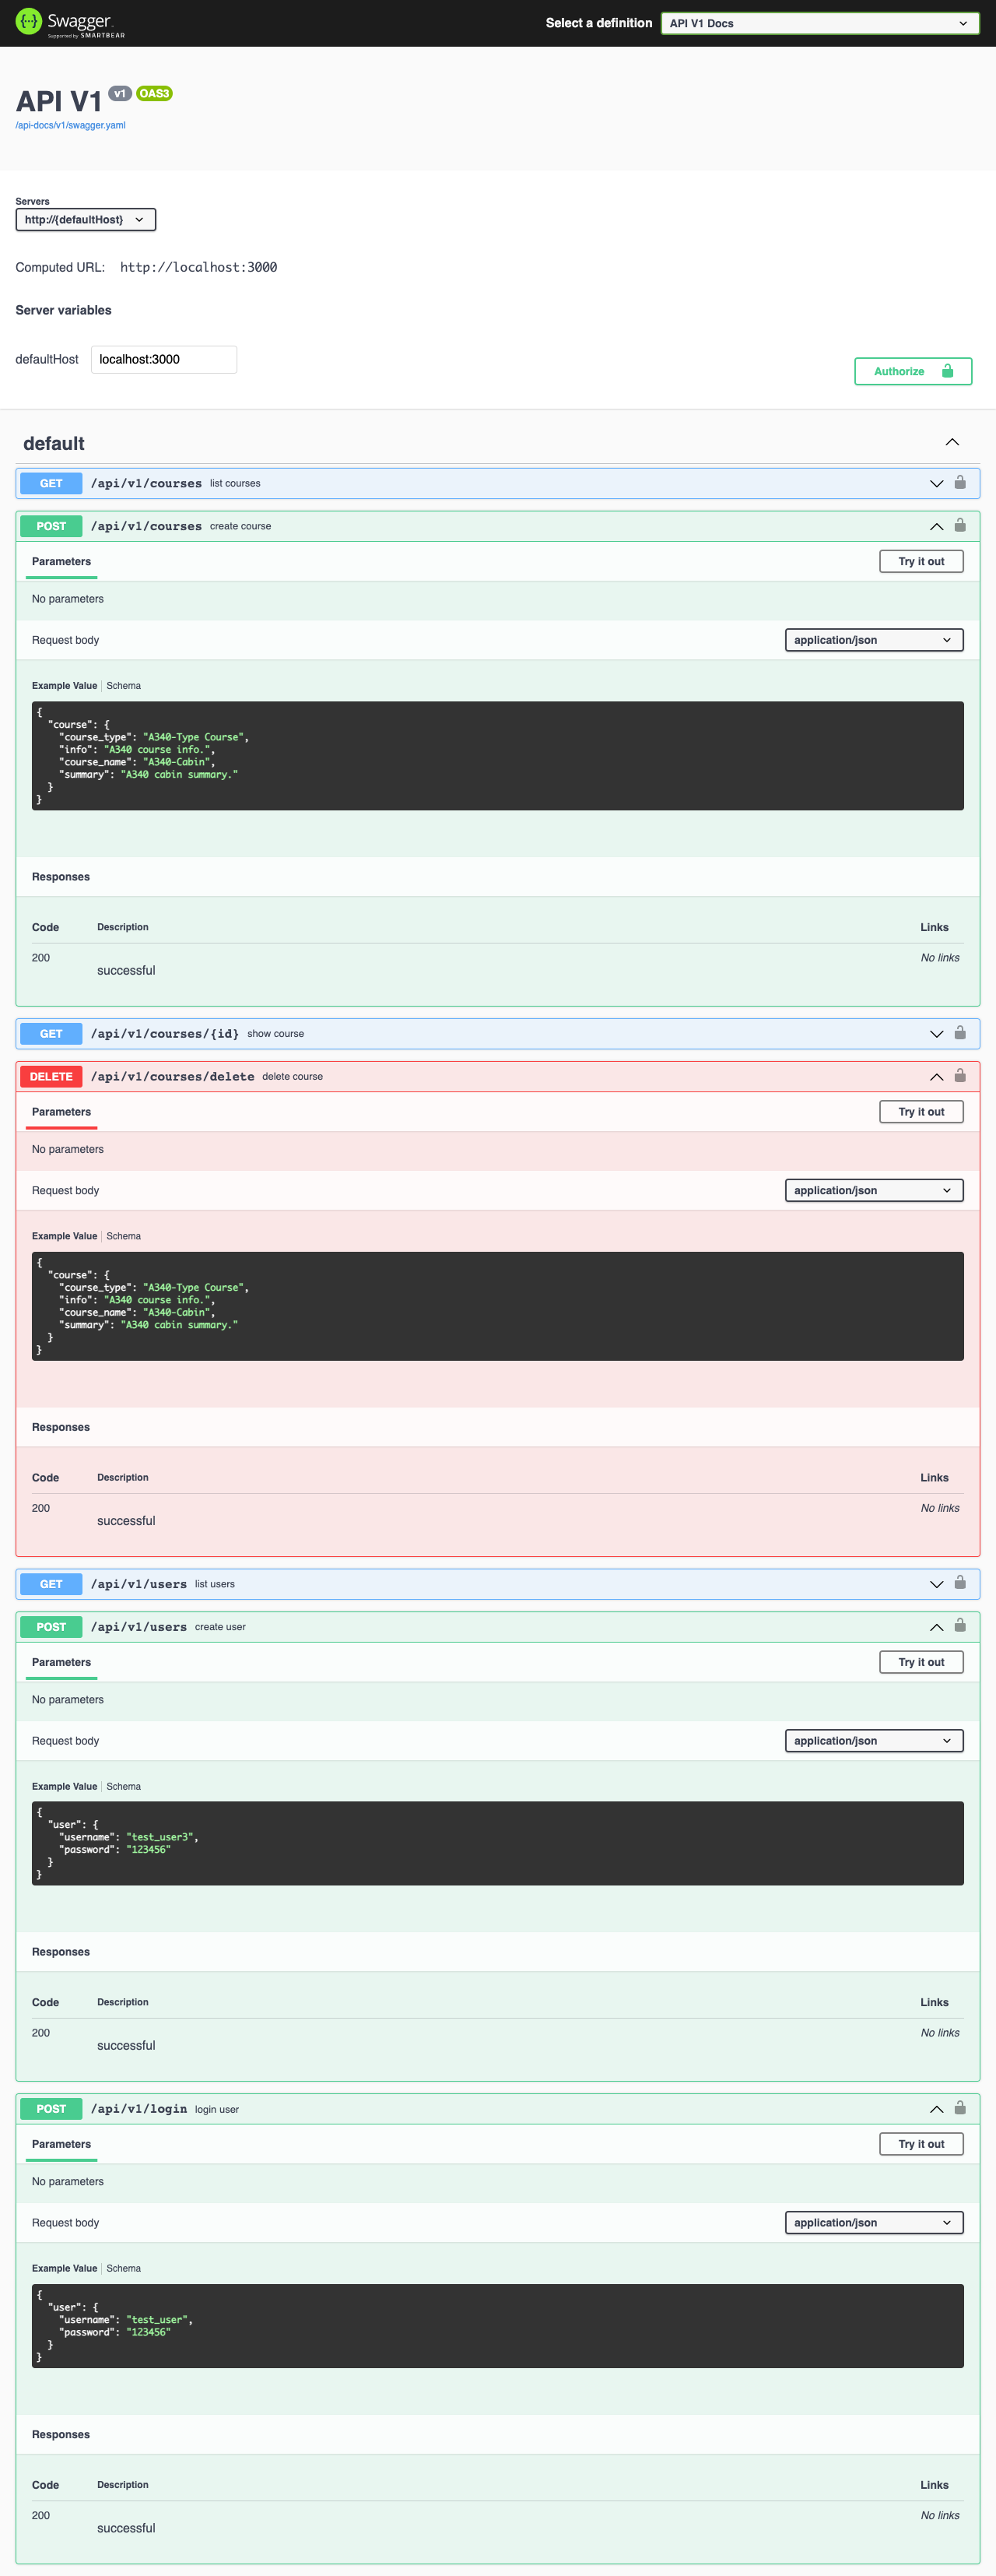 Swagger.
Supported by SMARTBEAR
Select a definition
API V1 Docs
API V1 v1 OAS3
/api-docs/v1/swagger.yaml
Servers
http://{defaultHost}
Computed URL: http://localhost:3000
Server variables
defaultHost localhost:3000
Authorize
default
GET /api/v1/courses list courses
POST /api/v1/courses create course
Parameters Try it out
No parameters
Request body application/json
Example Value Schema
{
"course": {
"course_type": "A340-Type Course",
"info": "A340 course info.",
"course_name": "A340-Cabin",
"summary": "A340 cabin summary."
}
}
Responses
Code Description Links
200 No links
successful
GET /api/v1/courses/{id} show course
DELETE /api/v1/courses/delete delete course
Parameters Try it out
No parameters
Request body application/json
Example Value Schema
{
"course": {
"course_type": "A340-Type Course",
"info": "A340 course info.",
"course_name": "A340-Cabin",
"summary": "A340 cabin summary."
}
}
Responses
Code Description Links
200 No links
successful
GET /api/v1/users list users
POST /api/v1/users create user
Parameters Try it out
No parameters
Request body application/json
Example Value Schema
{
"user": {
"username": "test_user3",
"password": "123456"
}
}
Responses
Code Description Links
200 No links
successful
POST /api/v1/login login user
Parameters Try it out
No parameters
Request body application/json
Example Value Schema
{
"user": {
"username": "test_user",
"password": "123456"
}
}
Responses
Code Description Links
200 No links
successful